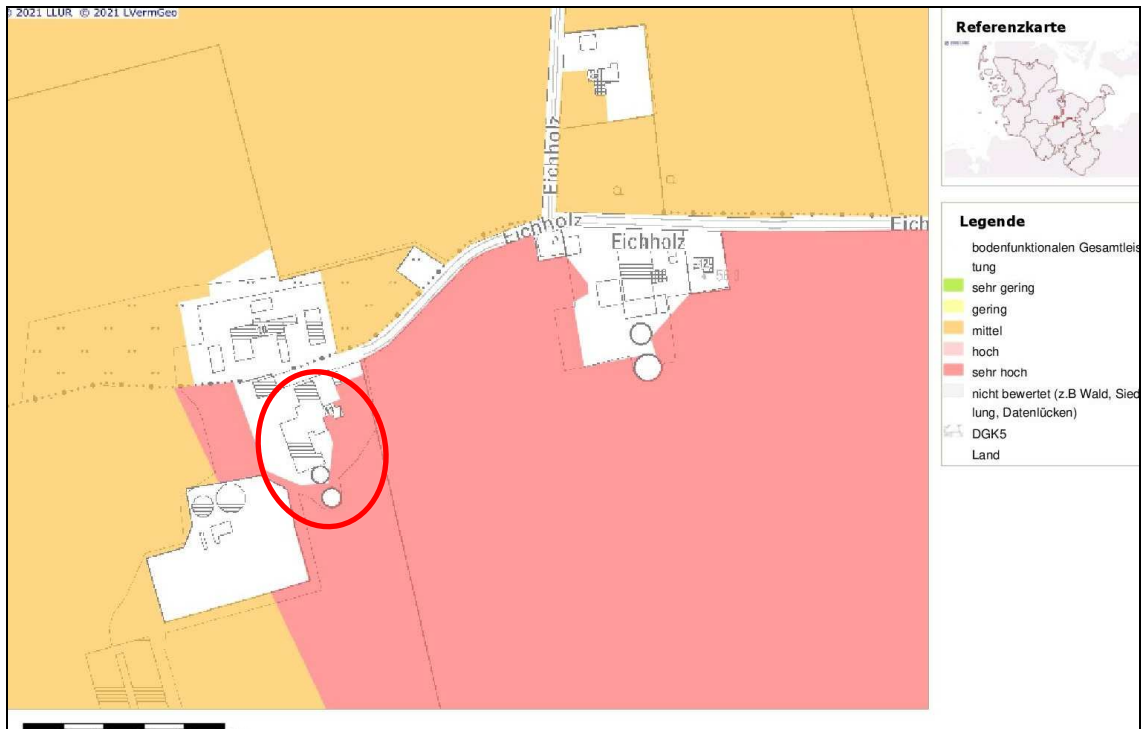 © 2021 LLUR © 2021 LVermGeo
Eichholz
Eichholz
Eichholz
Eichholz
Eich
Referenzkarte
Legende
bodenfunktionalen Gesamtleis
tung
sehr gering
gering
mittel
hoch
sehr hoch
nicht bewertet (z.B Wald, Sied
lung, Datenlücken)
DGK5
Land